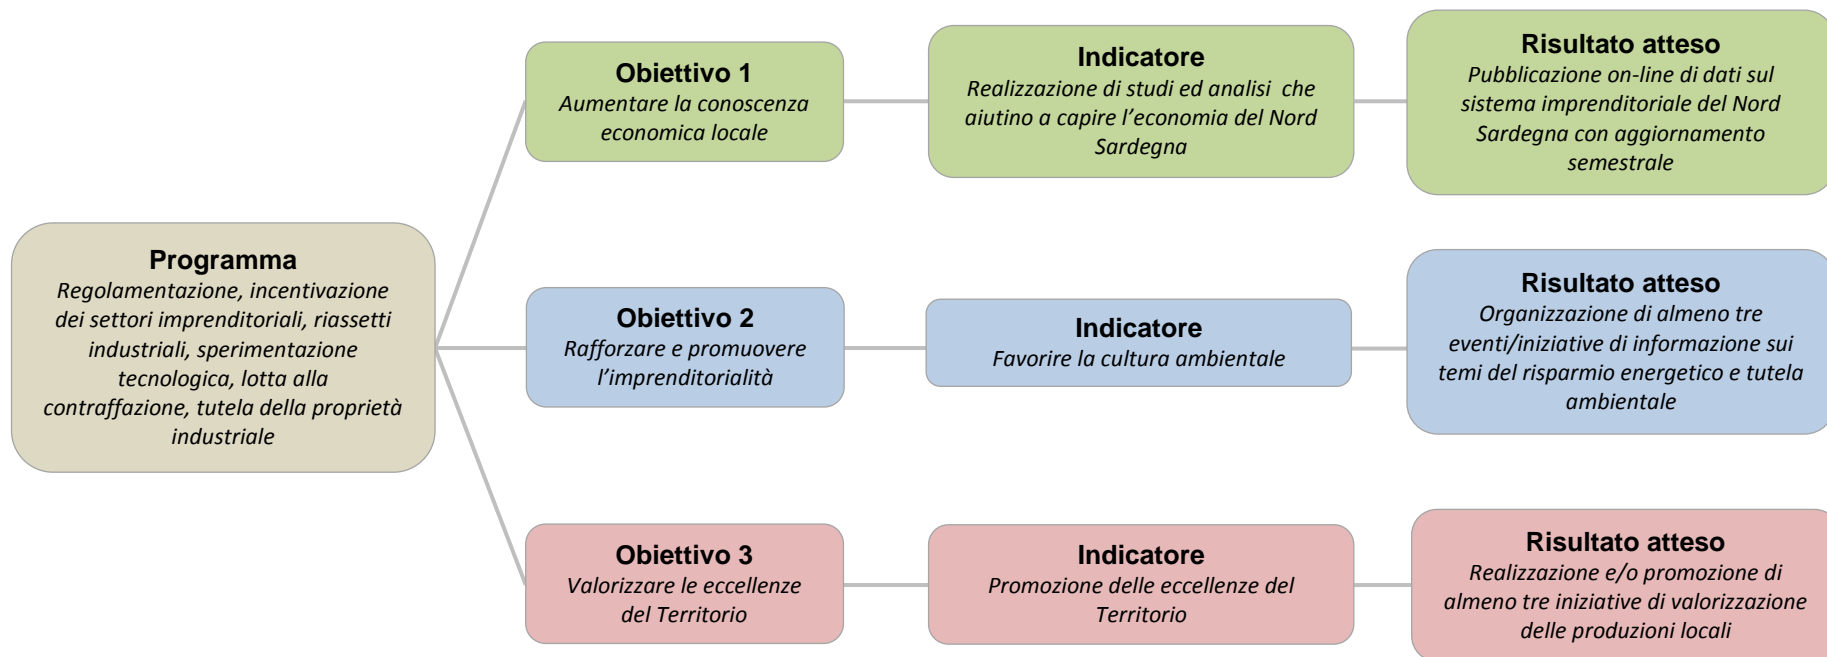 Programma
Regolamentazione, incentivazione
dei settori imprenditoriali, riassetti
industriali, sperimentazione
tecnologica, lotta alla
contraffazione, tutela della proprietà
industriale
Obiettivo 1
Aumentare la conoscenza
economica locale
Indicatore
Realizzazione di studi ed analisi  che
aiutino a capire l’economia del Nord
Sardegna
Risultato atteso
Pubblicazione on-line di dati sul
sistema imprenditoriale del Nord
Sardegna con aggiornamento
semestrale
Obiettivo 2
Rafforzare e promuovere
l’imprenditorialità
Indicatore
Favorire la cultura ambientale
Risultato atteso
Organizzazione di almeno tre
eventi/iniziative di informazione sui
temi del risparmio energetico e tutela
ambientale
Obiettivo 3
Valorizzare le eccellenze
del Territorio
Indicatore
Promozione delle eccellenze del
Territorio
Risultato atteso
Realizzazione e/o promozione di
almeno tre iniziative di valorizzazione
delle produzioni locali